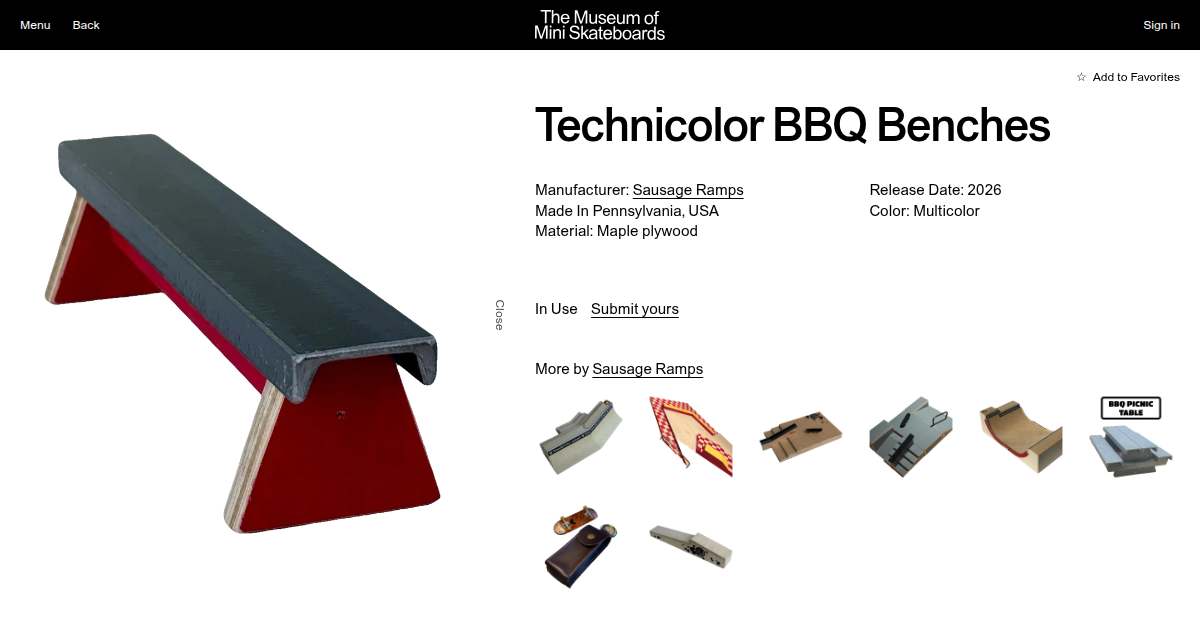 Menu
Back
The Museum of
Mini Skateboards
Sign in
☆ Add to Favorites
Technicolor BBQ Benches
Manufacturer: Sausage Ramps
Made In Pennsylvania, USA
Material: Maple plywood
Release Date: 2026
Color: Multicolor
Close
In Use Submit yours
More by Sausage Ramps
BBQ PICNIC
TABLE